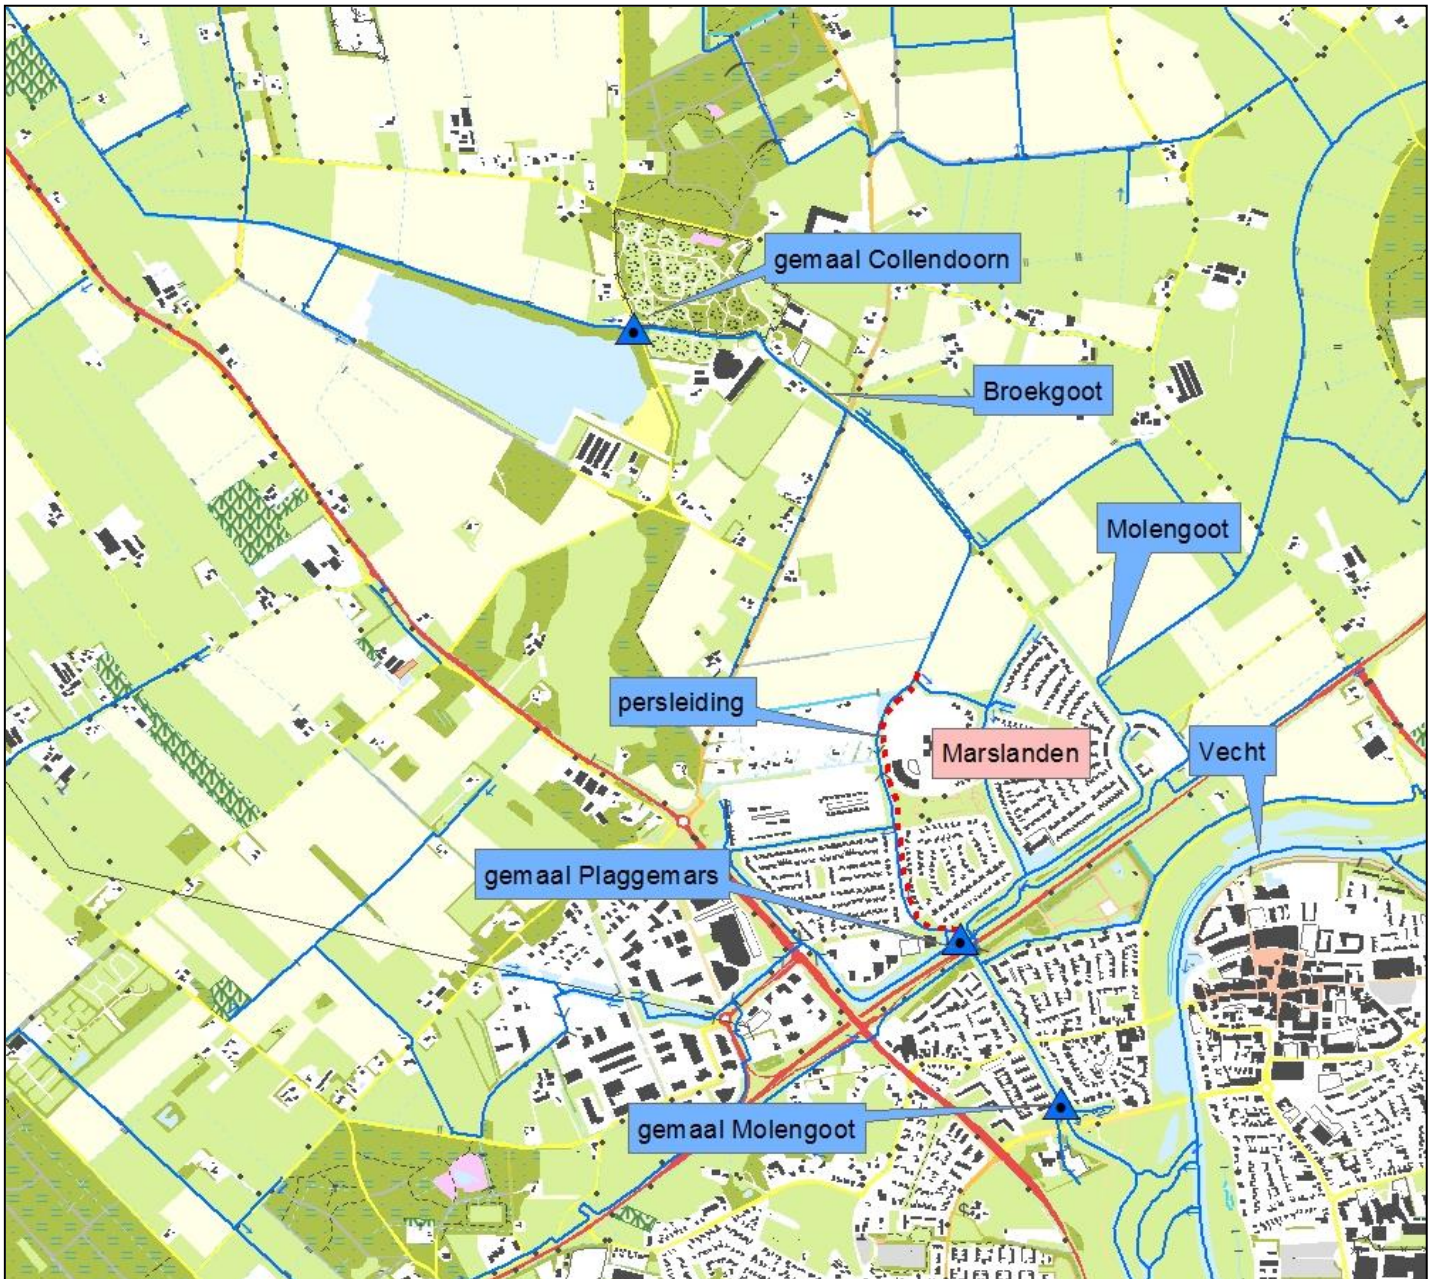 gemaal Collendoorn
Broekgoot
Molengoot
persleiding
Marslanden
Vecht
gemaal Plaggemars
gemaal Molengoot